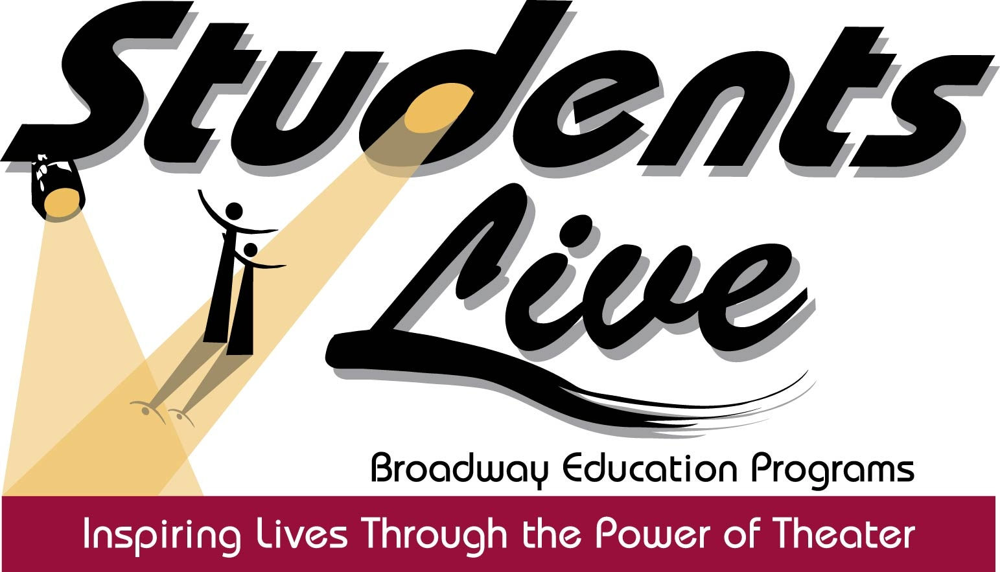 Students
Live
Broadway Education Programs
Inspiring Lives Through the Power of Theater